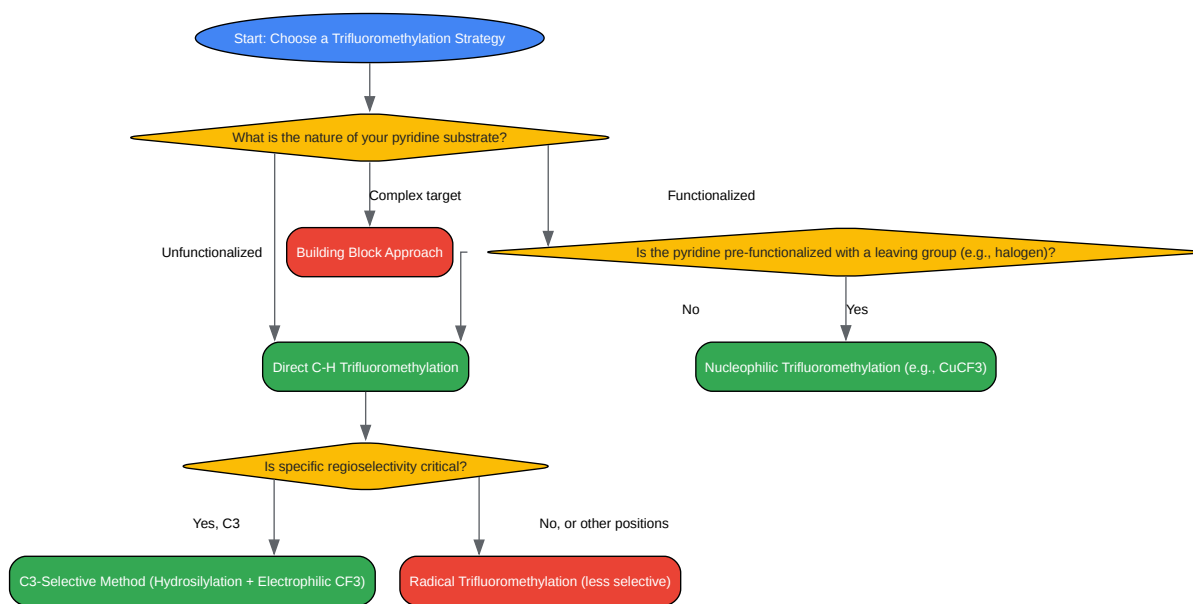 Start: Choose a Trifluoromethylation Strategy
What is the nature of your pyridine substrate?
Complex target
Functionalized
Unfunctionalized
Building Block Approach
Is the pyridine pre-functionalized with a leaving group (e.g., halogen)?
No
Yes
Direct C-H Trifluoromethylation
Nucleophilic Trifluoromethylation (e.g., CuCF3)
Is specific regioselectivity critical?
Yes, C3
No, or other positions
C3-Selective Method (Hydrosilylation + Electrophilic CF3)
Radical Trifluoromethylation (less selective)